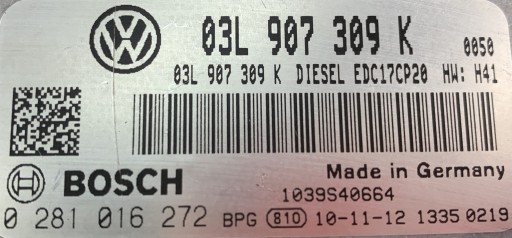 03L 907 309 K 0050
03L 907 309 K DIESEL EDC17CP20 HW: H41
BOSCH Made in Germany
1039S40664
0 281 016 272 BPG 810 10-11-12 1335 0219